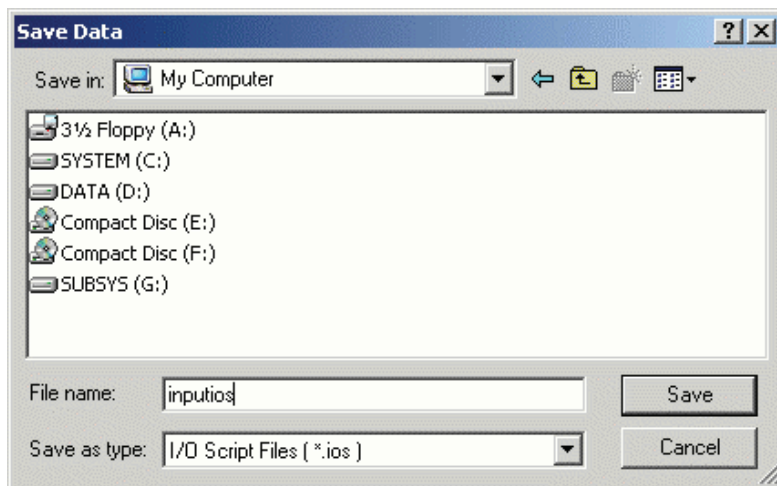 Save Data
Save in: My Computer
3½ Floppy (A:)
SYSTEM (C:)
DATA (D:)
Compact Disc (E:)
Compact Disc (F:)
SUBSYS (G:)
File name: inputios Save
Save as type: I/O Script Files ( *.ios ) Cancel